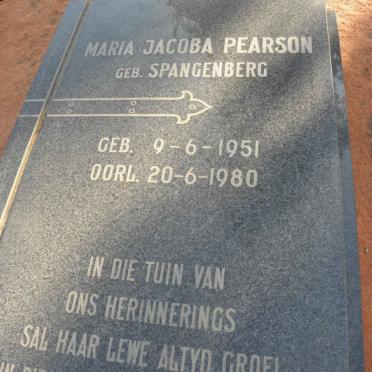 MARIA JACOBA PEARSON
GEB. SPANGENBERG
GEB. 9-6-1951
OORL. 20-6-1980
IN DIE TUIN VAN
ONS HERINNERINGS
SAL HAAR LEWE ALTYD GROEI